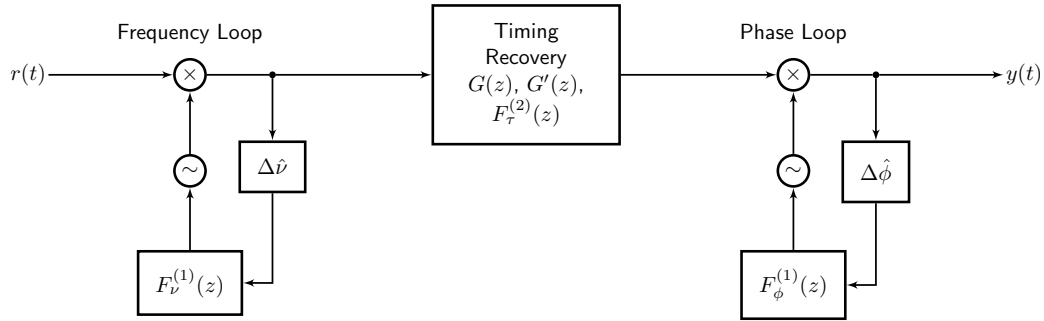 Frequency Loop
Timing
Recovery
G(z), G′(z),
F_τ^{(2)}(z)
Phase Loop
r(t)
×
×
y(t)
∼
Δν̂
∼
Δϕ̂
F_ν^{(1)}(z)
F_ϕ^{(1)}(z)